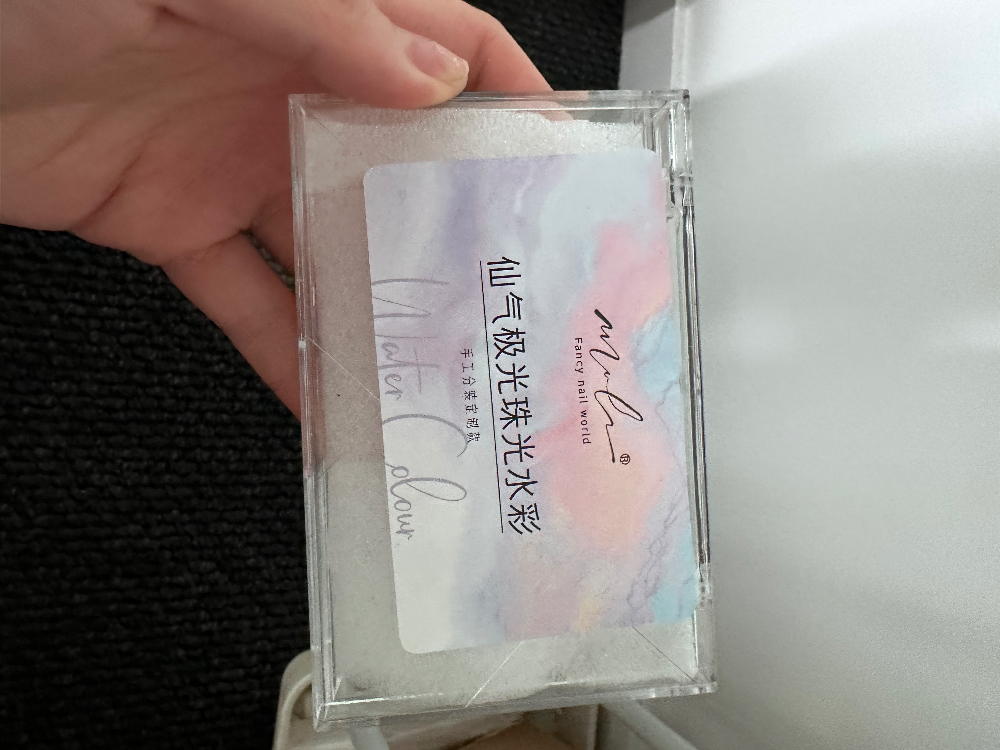 Mulr®
Fancy nail world
仙气极光珠光水彩
手工分装定制款
Water Colour